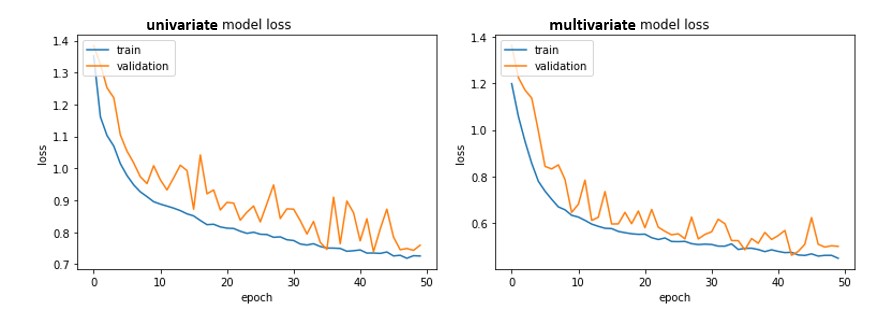 univariate model loss
1.4
1.3
1.2
1.1
1.0
0.9
0.8
0.7
loss
train
validation
0
10
20
30
40
50
epoch
multivariate model loss
1.4
1.2
1.0
0.8
0.6
loss
train
validation
0
10
20
30
40
50
epoch